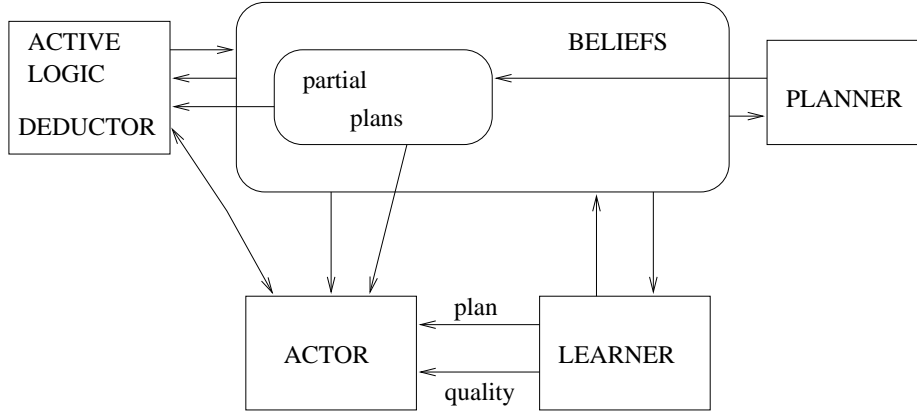 ACTIVE
LOGIC
DEDUCTOR
BELIEFS
partial
plans
PLANNER
ACTOR
plan
quality
LEARNER